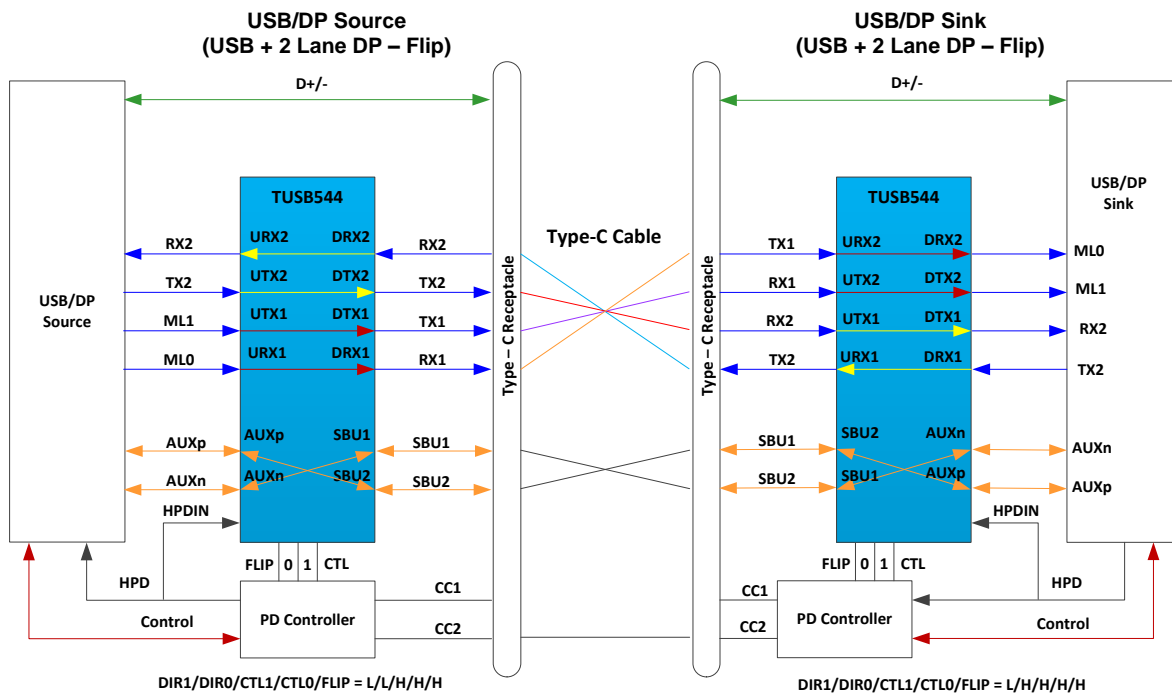 USB/DP Source
(USB + 2 Lane DP – Flip)
USB/DP Sink
(USB + 2 Lane DP – Flip)
D+/-
D+/-
TUSB544
TUSB544
USB/DP
Source
USB/DP
Sink
Type-C Cable
Type – C Receptacle
Type – C Receptacle
RX2
URX2
DRX2
RX2
TX2
UTX2
DTX2
TX2
ML1
UTX1
DTX1
TX1
ML0
URX1
DRX1
RX1
TX1
URX2
DRX2
ML0
RX1
UTX2
DTX2
ML1
RX2
UTX1
DTX1
RX2
TX2
URX1
DRX1
TX2
AUXp
AUXp
SBU1
SBU1
AUXn
AUXn
SBU2
SBU2
SBU1
SBU2
AUXn
AUXn
SBU2
SBU1
AUXp
AUXp
HPDIN
HPDIN
FLIP 0 1 CTL
FLIP 0 1 CTL
HPD
HPD
CC1
CC1
Control
PD Controller
CC2
CC2
PD Controller
Control
DIR1/DIR0/CTL1/CTL0/FLIP = L/L/H/H/H
DIR1/DIR0/CTL1/CTL0/FLIP = L/H/H/H/H